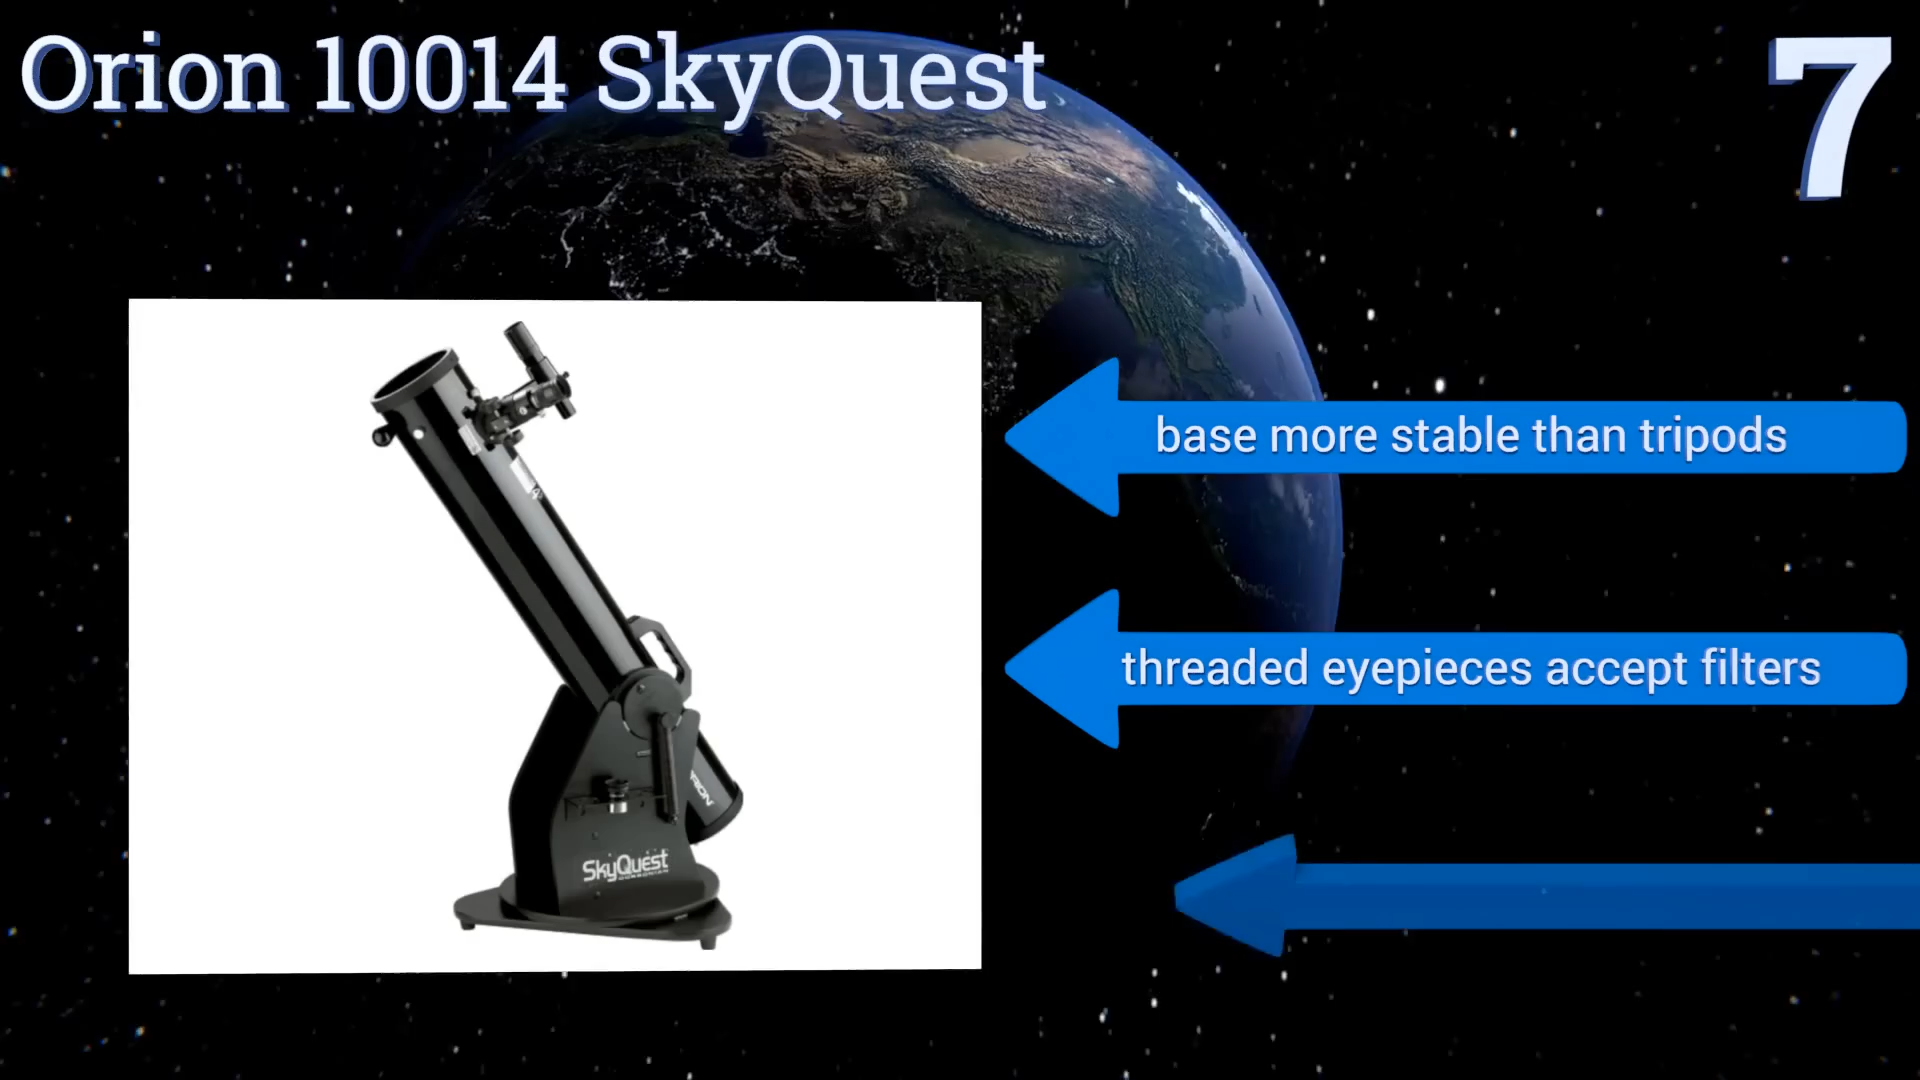 Orion 10014 SkyQuest
7
base more stable than tripods
threaded eyepieces accept filters
SkyQuest